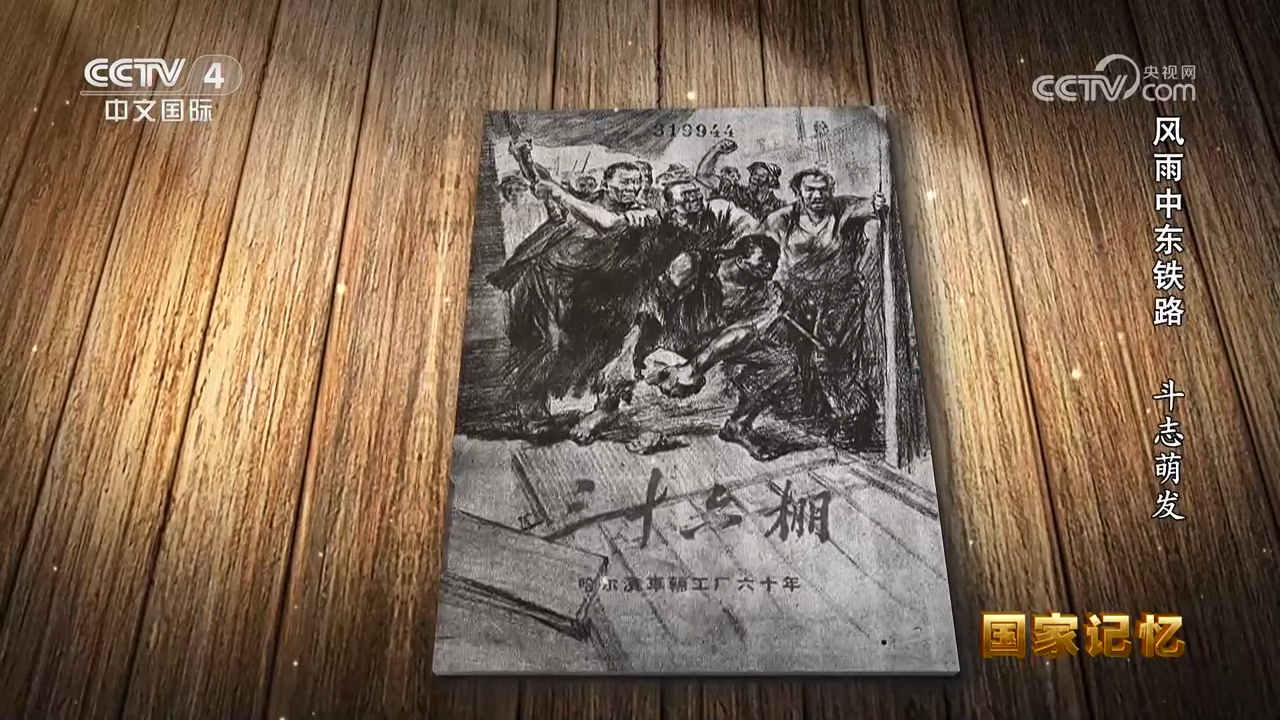 CCTV 4
中文国际
CCTV.com 央视网
风雨中东铁路 斗志萌发
319944
三十六棚
哈尔滨车辆工厂六十年
国家记忆